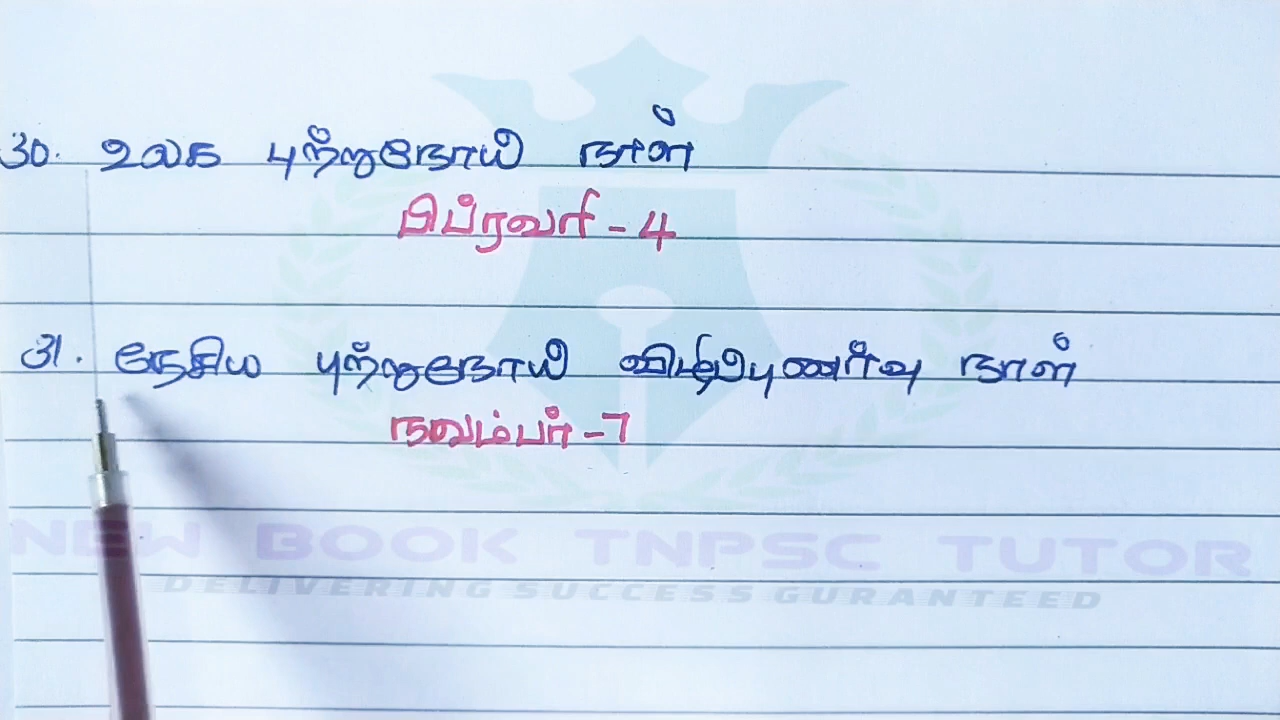 30. உலக புற்றுநோய் நாள்
பிப்ரவரி - 4
31. தேசிய புற்றுநோய் விழிப்புணர்வு நாள்
நவம்பர் - 7
NEW BOOK TNPSC TUTOR
DELIVERING SUCCESS GURANTEED